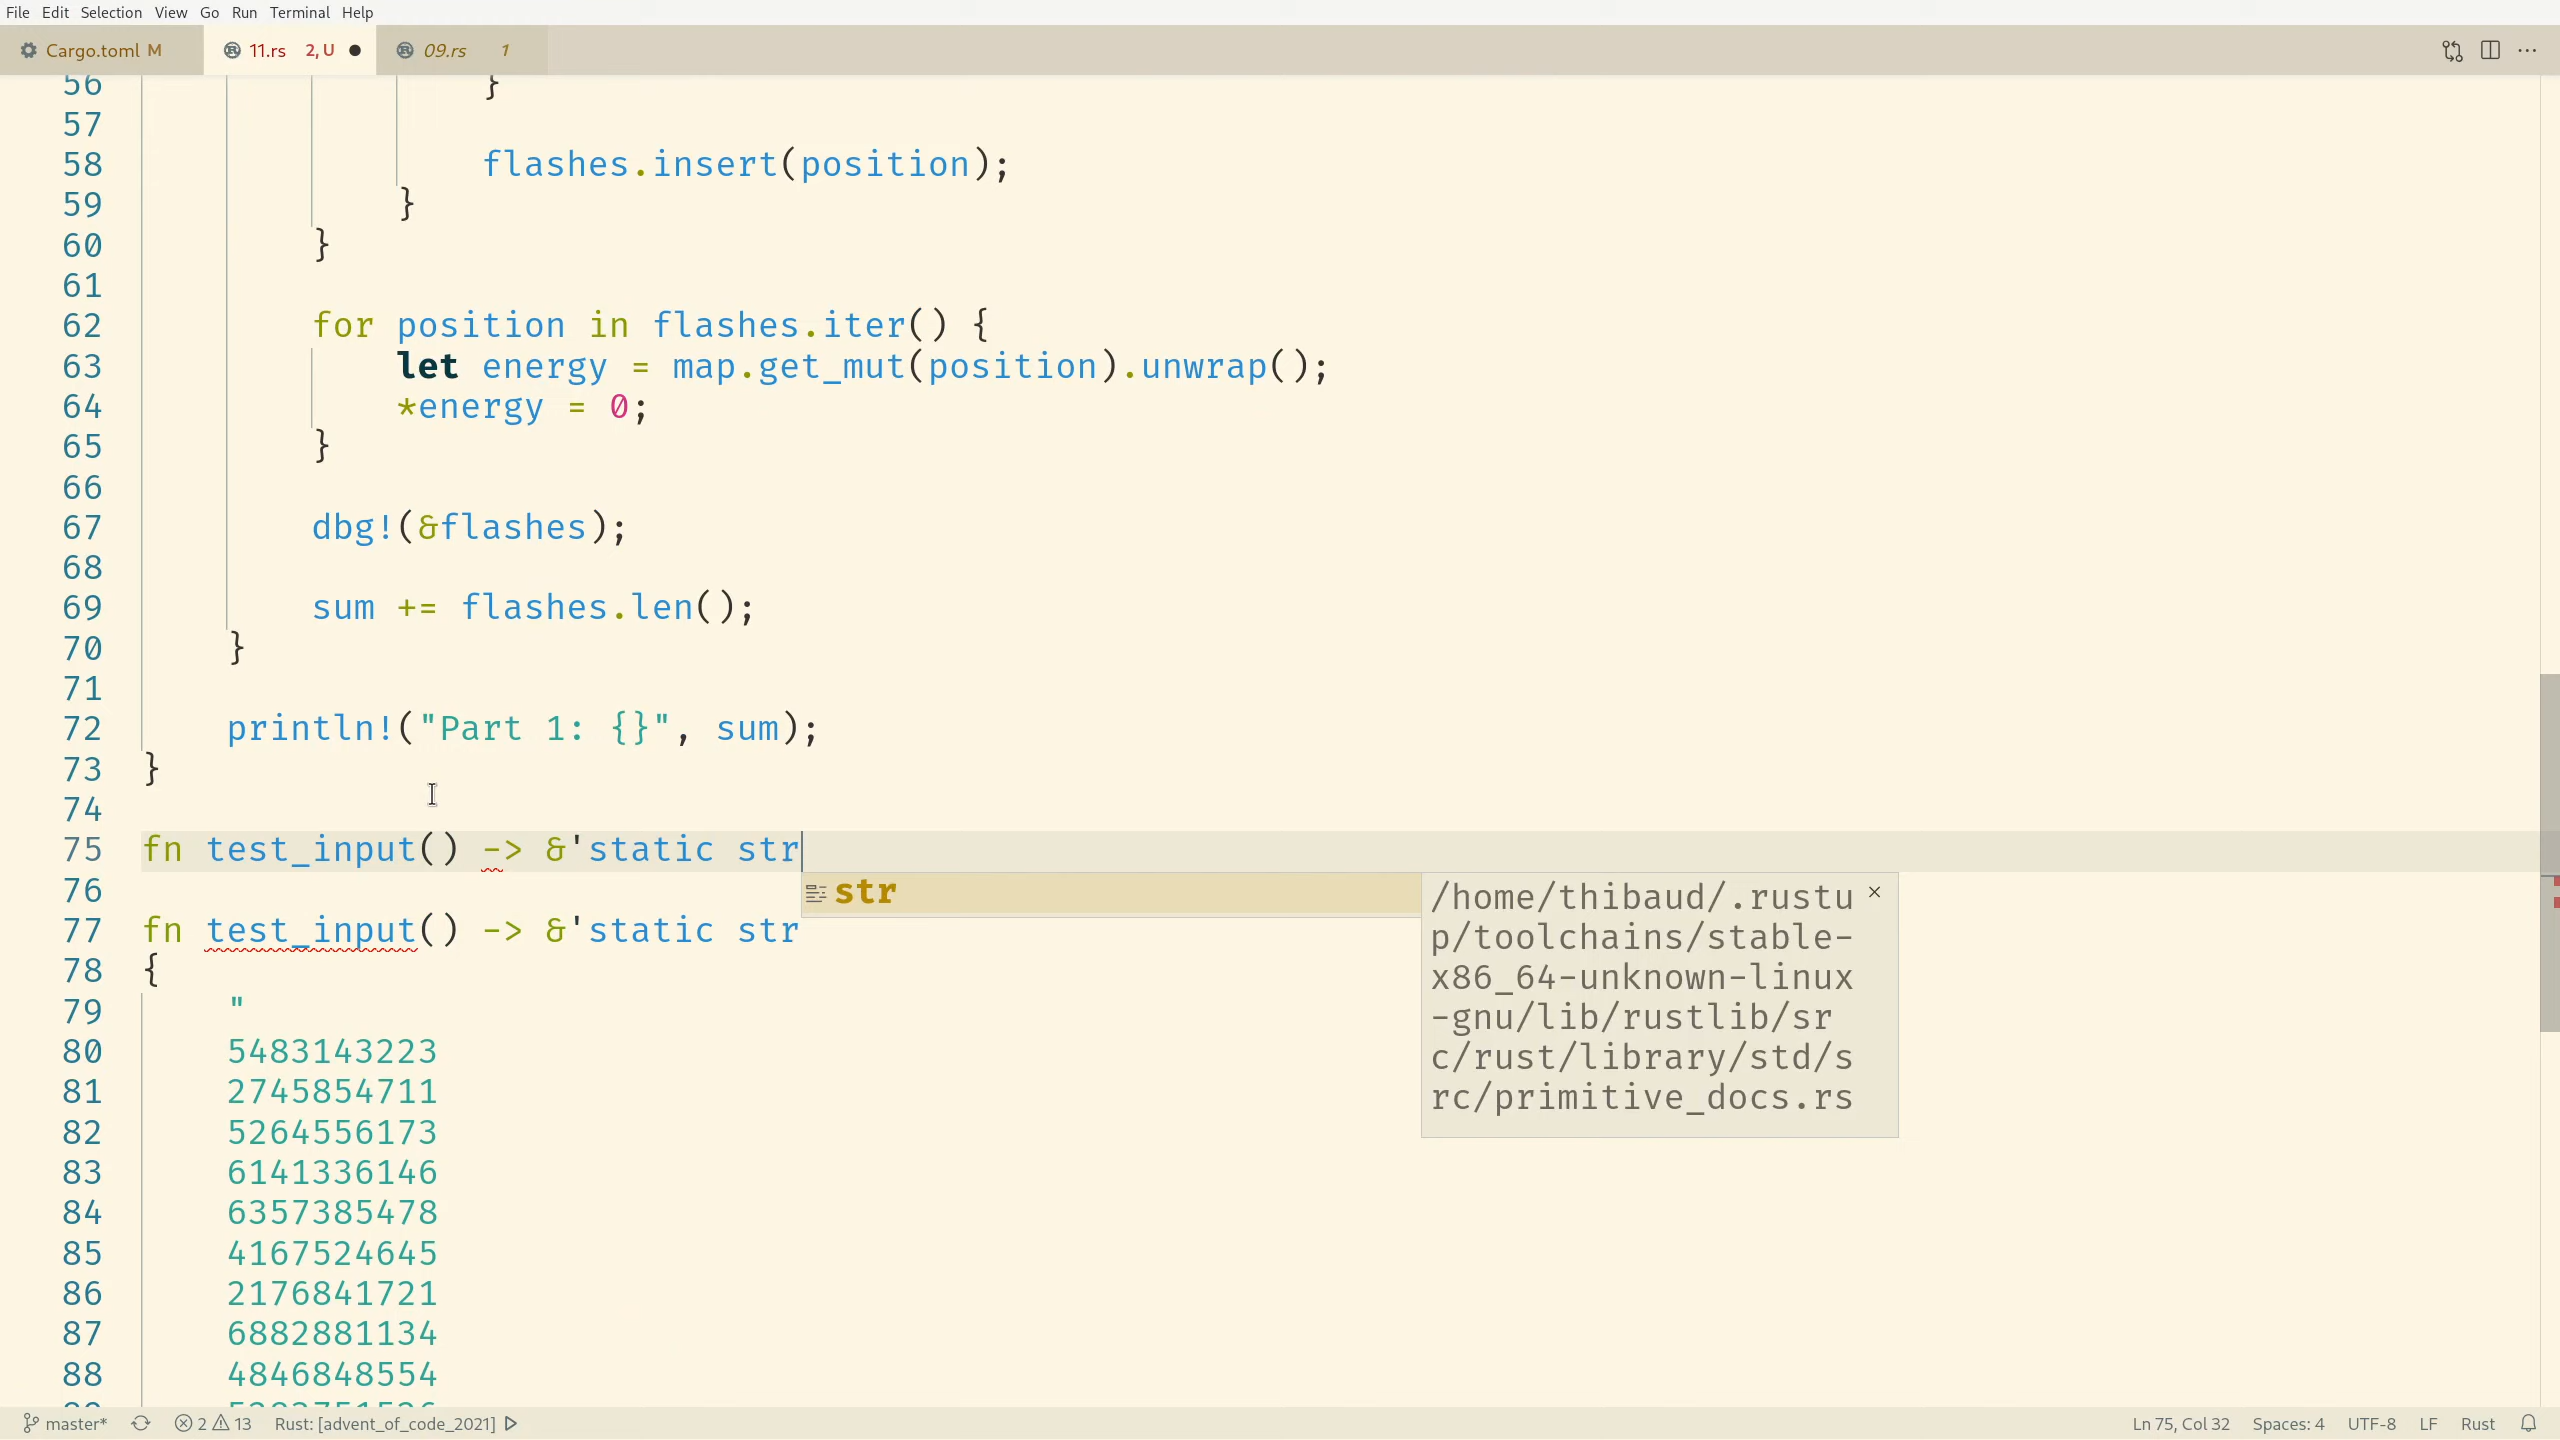 File Edit Selection View Go Run Terminal Help
Cargo.toml M 11.rs 2, U 09.rs 1
56 }
57
58 flashes.insert(position);
59 }
60 }
61
62 for position in flashes.iter() {
63 let energy = map.get_mut(position).unwrap();
64 *energy = 0;
65 }
66
67 dbg!(&flashes);
68
69 sum += flashes.len();
70 }
71
72 println!("Part 1: {}", sum);
73 }
74
75 fn test_input() -> &'static str
str
/home/thibaud/.rustu
p/toolchains/stable-
x86_64-unknown-linux
-gnu/lib/rustlib/sr
c/rust/library/std/s
rc/primitive_docs.rs
76
77 fn test_input() -> &'static str
78 {
79 "
80 5483143223
81 2745854711
82 5264556173
83 6141336146
84 6357385478
85 4167524645
86 2176841721
87 6882881134
88 4846848554
master* 2 13 Rust: [advent_of_code_2021] Ln 75, Col 32 Spaces: 4 UTF-8 LF Rust